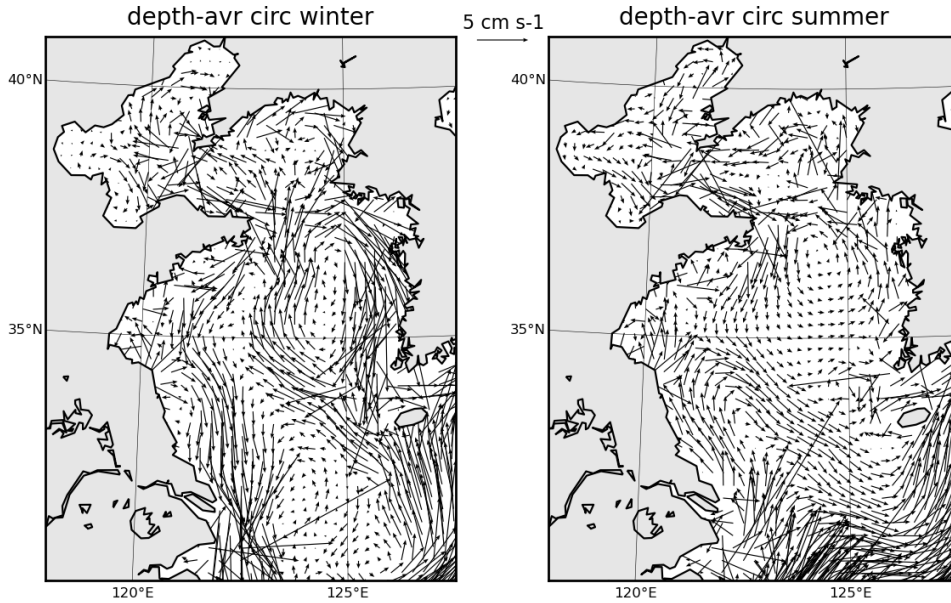 depth-avr circ winter
5 cm s-1
depth-avr circ summer
40°N
40°N
35°N
35°N
120°E
125°E
120°E
125°E